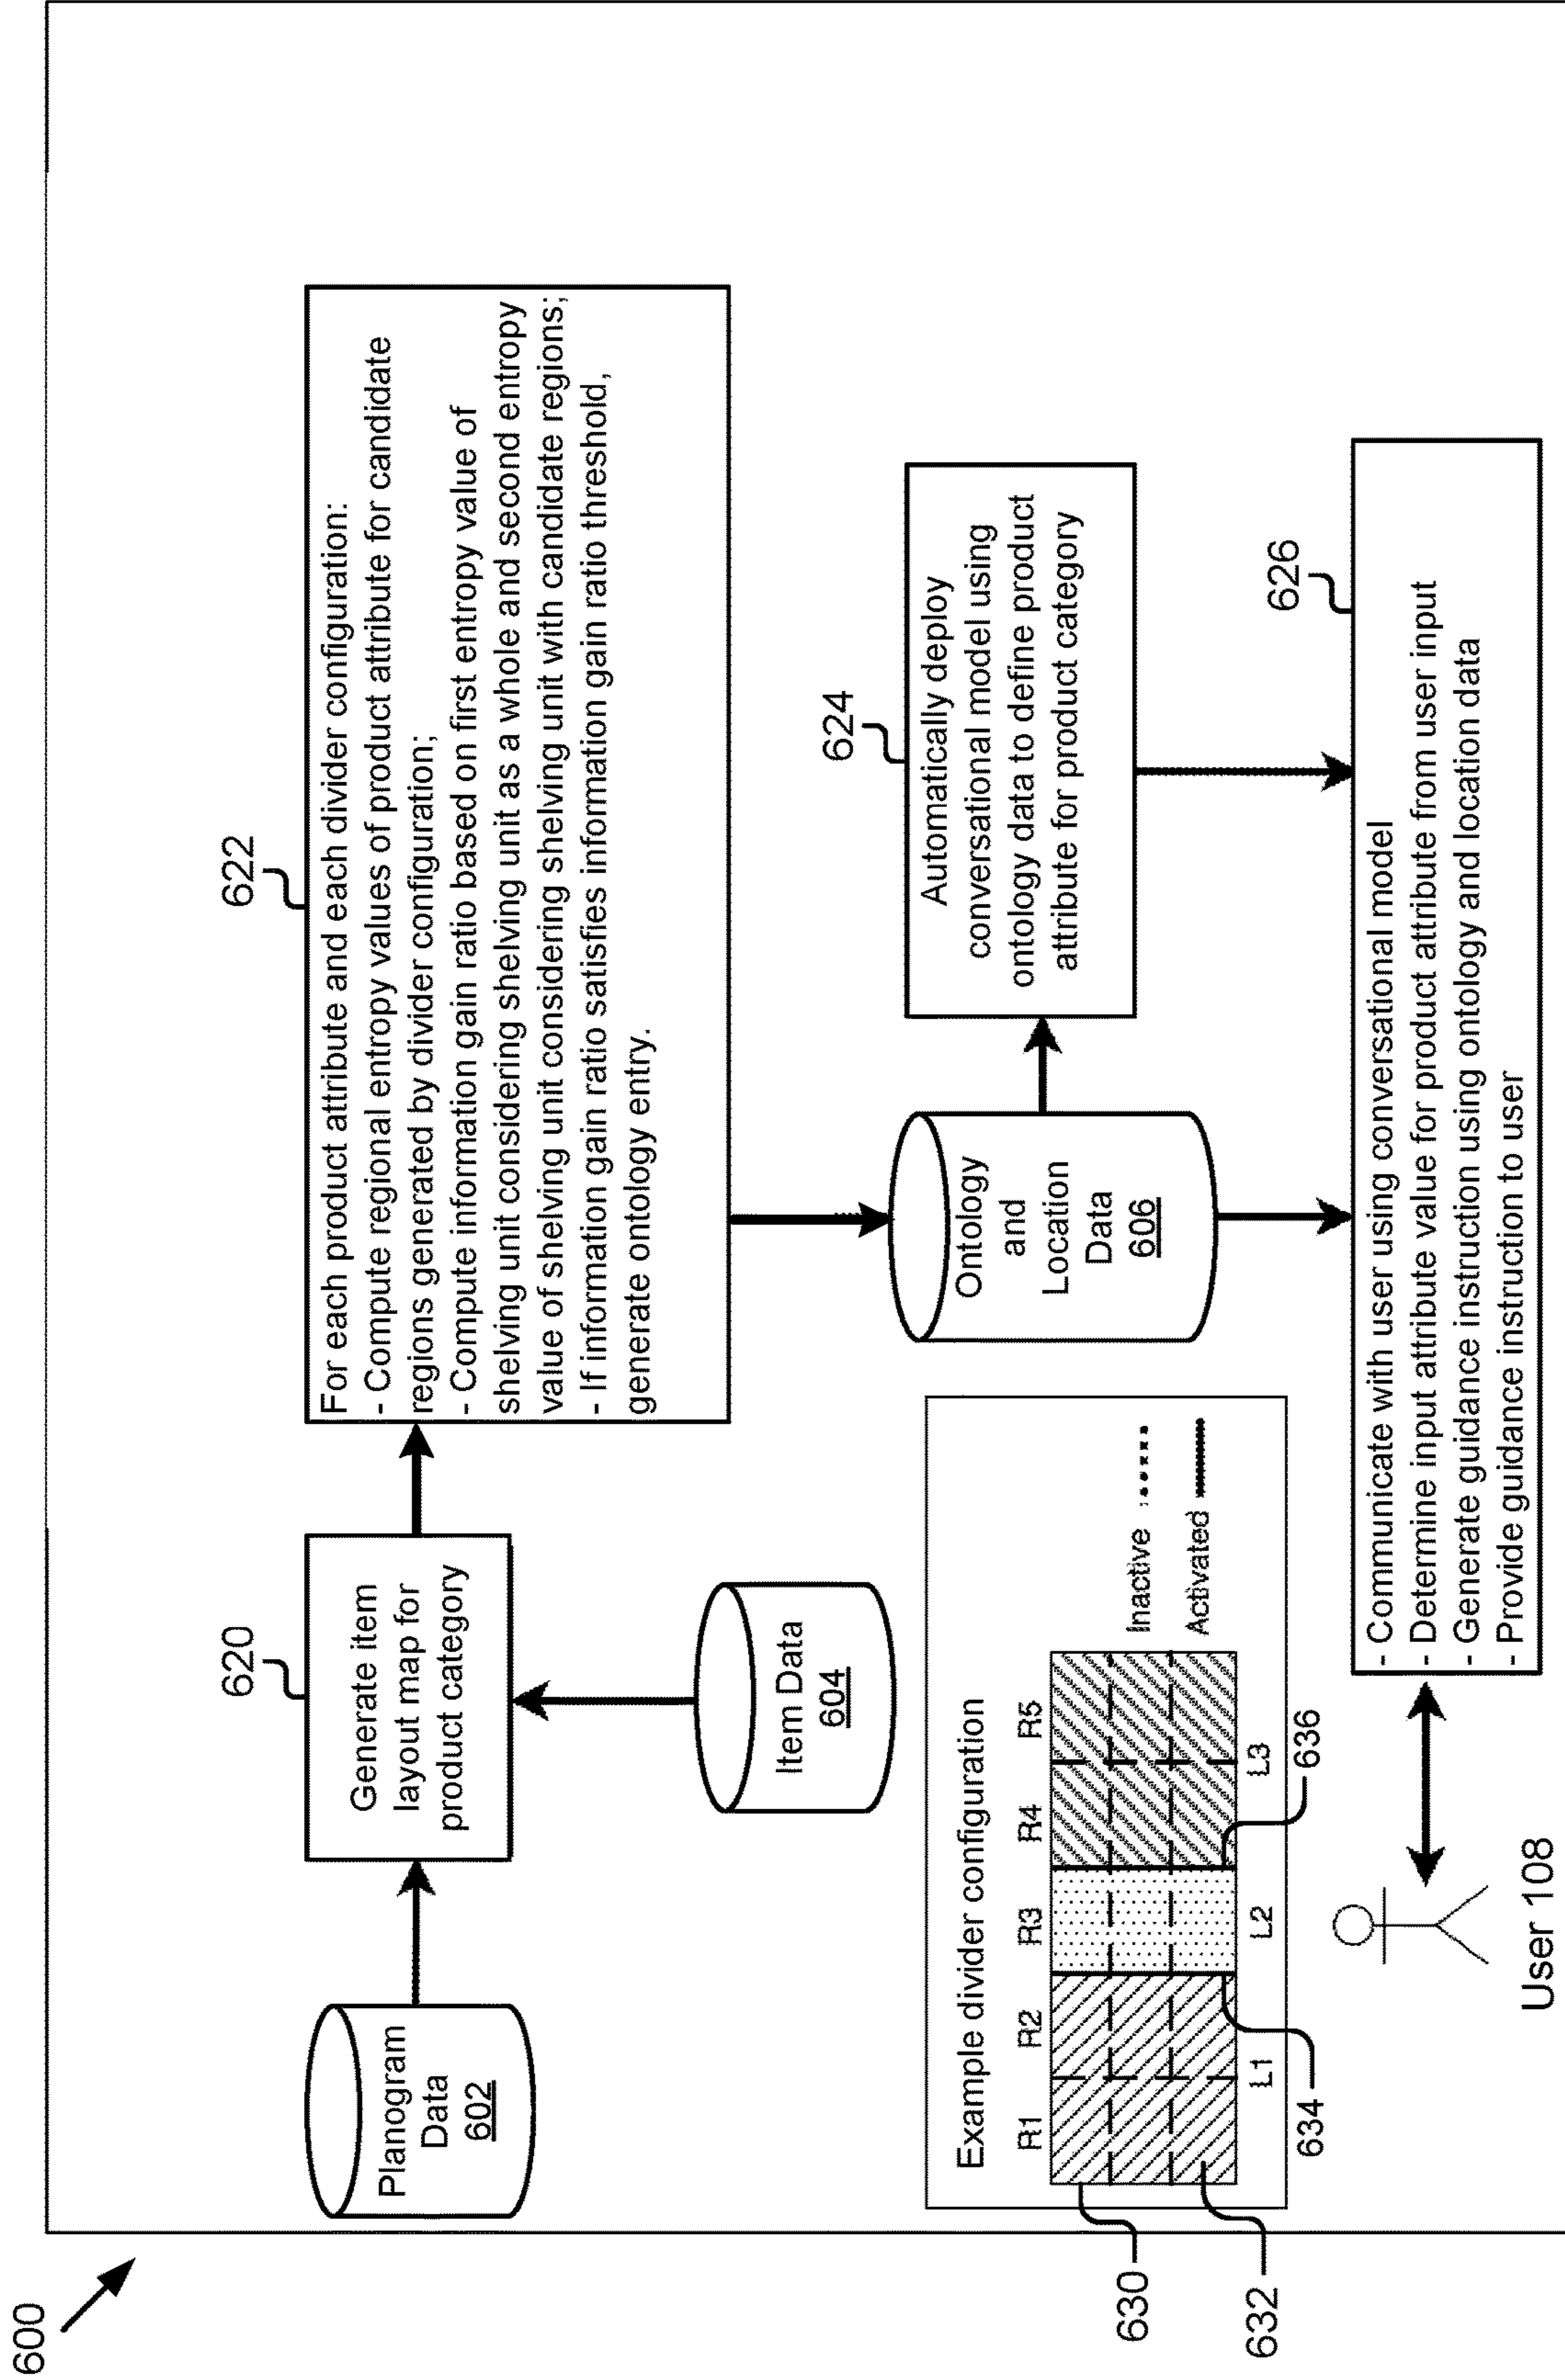 600
622
For each product attribute and each divider configuration:
- Compute regional entropy values of product attribute for candidate
regions generated by divider configuration;
- Compute information gain ratio based on first entropy value of
shelving unit considering shelving unit as a whole and second entropy
value of shelving unit considering shelving unit with candidate regions;
- If information gain ratio satisfies information gain ratio threshold,
generate ontology entry.
620
Generate item
layout map for
product category
Planogram
Data
602
Item Data
604
Ontology
and
Location
Data
606
624
Automatically deploy
conversational model using
ontology data to define product
attribute for product category
Example divider configuration
R1 R2 R3 R4 R5
Inactive
Activated
L1 L2 L3
630
632
634
636
626
- Communicate with user using conversational model
- Determine input attribute value for product attribute from user input
- Generate guidance instruction using ontology and location data
- Provide guidance instruction to user
User 108